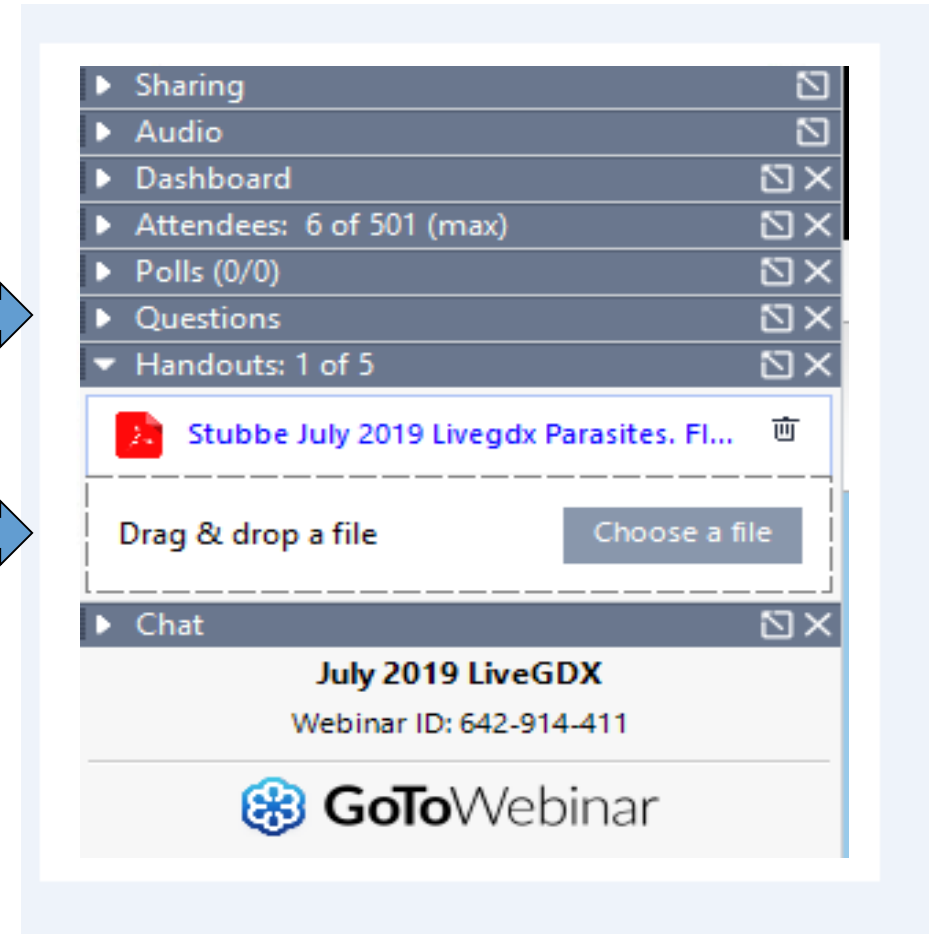 Sharing
Audio
Dashboard
Attendees: 6 of 501 (max)
Polls (0/0)
Questions
Handouts: 1 of 5
Stubbe July 2019 Livegdx Parasites. Fl...
Drag & drop a file Choose a file
Chat
July 2019 LiveGDX
Webinar ID: 642-914-411
GoToWebinar